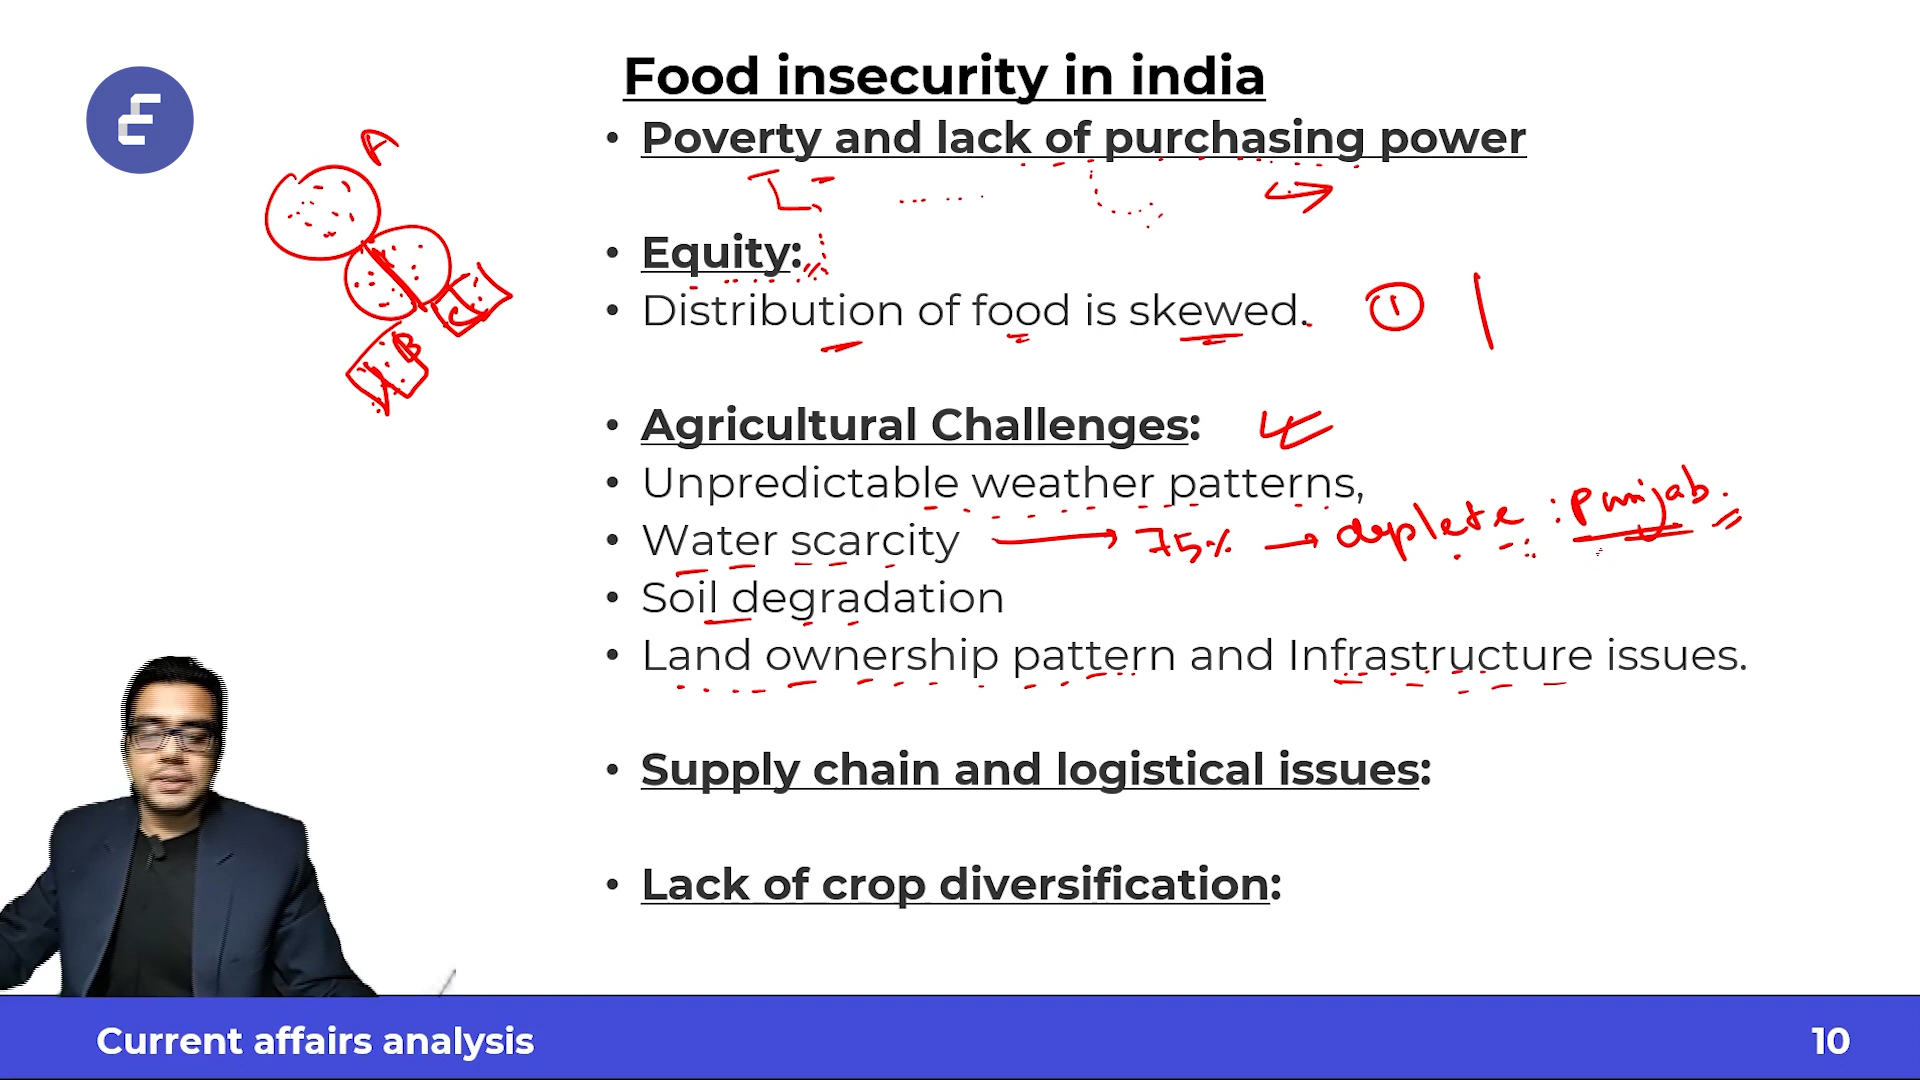 Food insecurity in india
• Poverty and lack of purchasing power
A
• Equity:
• Distribution of food is skewed. 1
C
B
• Agricultural Challenges:
• Unpredictable weather patterns,
• Water scarcity → 75% → deplete : Punjab.
• Soil degradation
• Land ownership pattern and Infrastructure issues.
• Supply chain and logistical issues:
• Lack of crop diversification:
Current affairs analysis 10